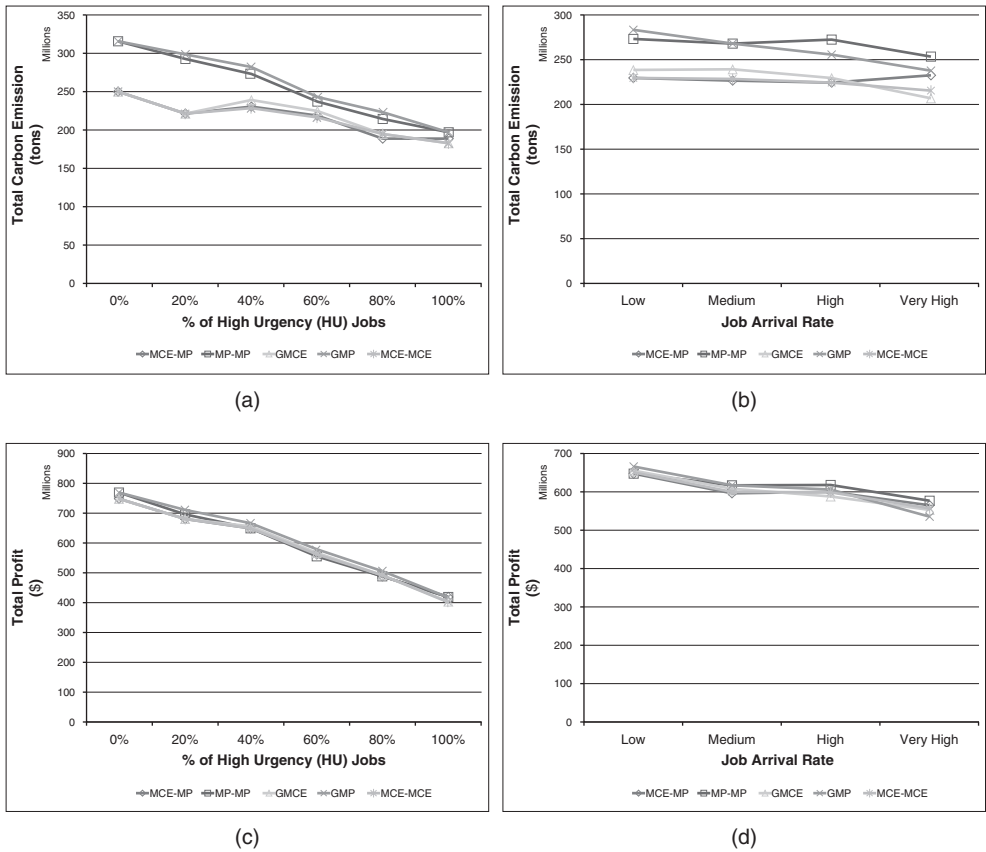 350
300
250
200
150
100
50
0
Millions
Total Carbon Emission
(tons)
0% 20% 40% 60% 80% 100%
% of High Urgency (HU) Jobs
MCE-MP MP-MP GMCE GMP MCE-MCE
(a)
300
250
200
150
100
50
0
Millions
Total Carbon Emission
(tons)
Low Medium High Very High
Job Arrival Rate
MCE-MP MP-MP GMCE GMP MCE-MCE
(b)
900
800
700
600
500
400
300
200
100
0
Millions
Total Profit
($)
0% 20% 40% 60% 80% 100%
% of High Urgency (HU) Jobs
MCE-MP MP-MP GMCE GMP MCE-MCE
(c)
700
600
500
400
300
200
100
0
Millions
Total Profit
($)
Low Medium High Very High
Job Arrival Rate
MCE-MP MP-MP GMCE GMP MCE-MCE
(d)